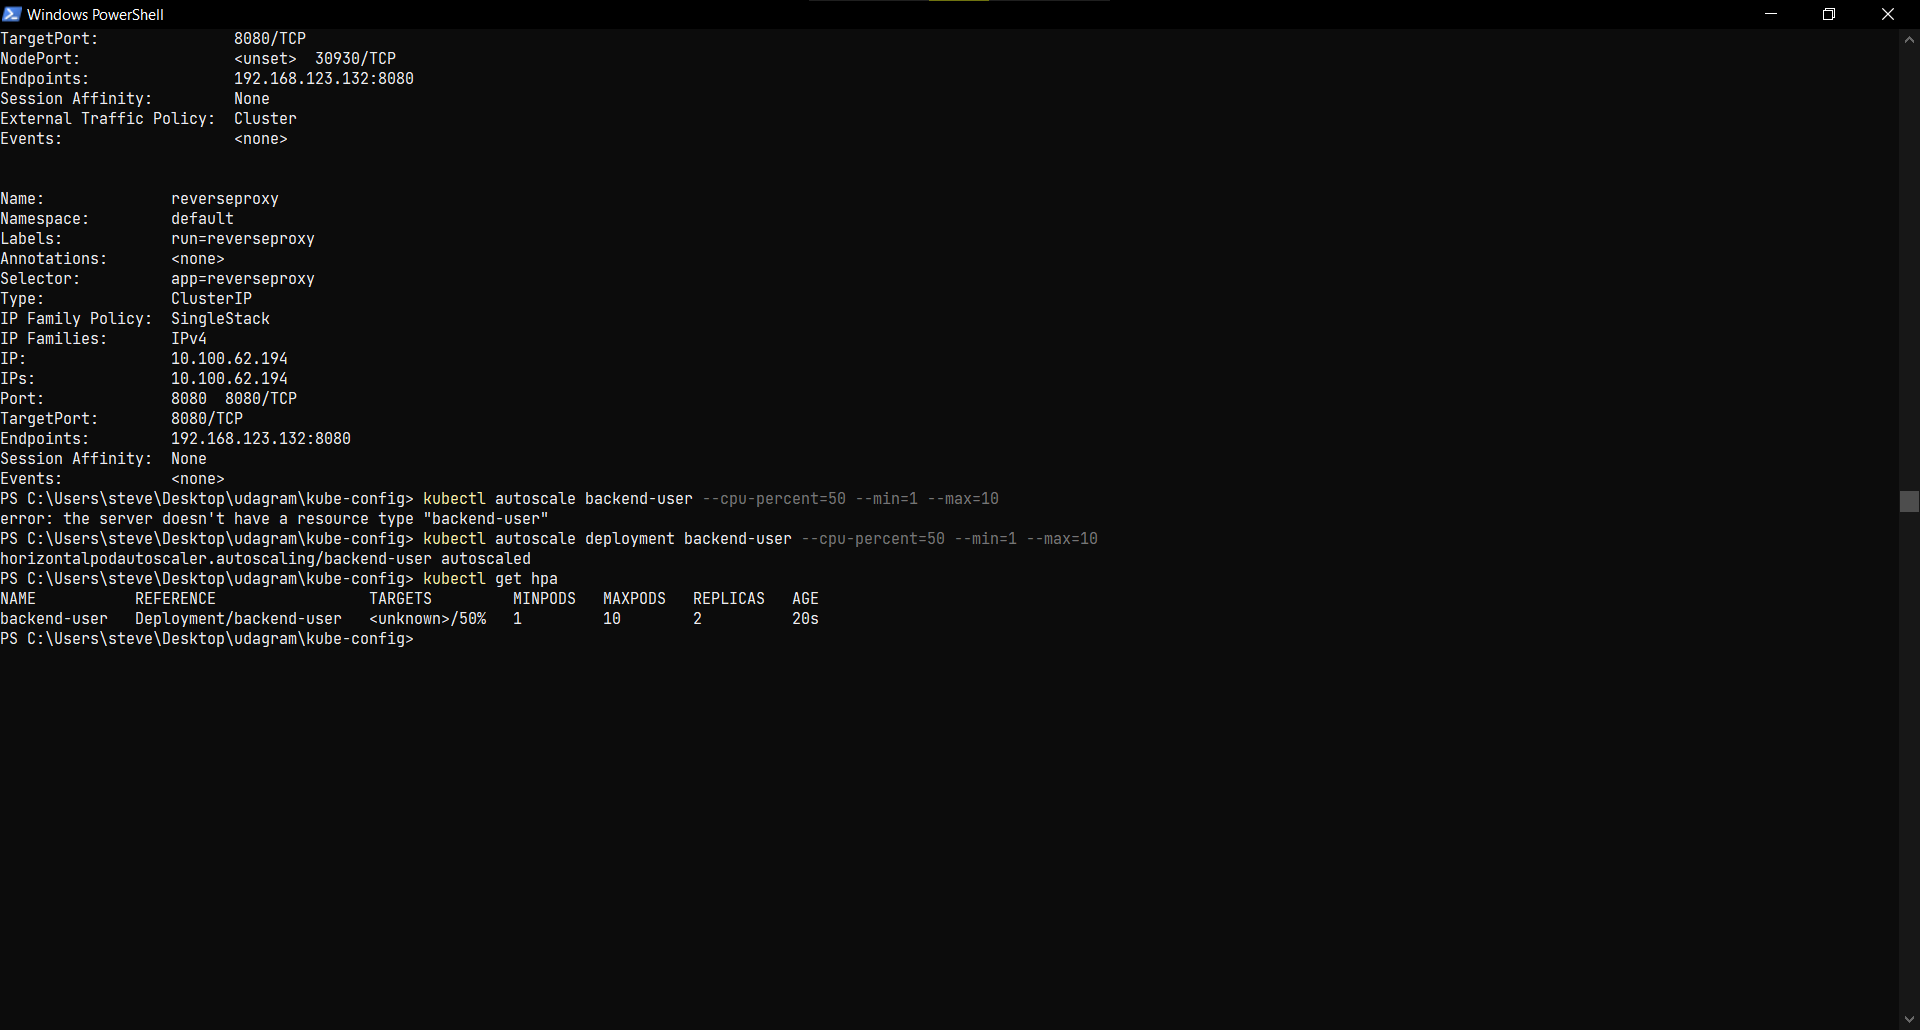 Windows PowerShell
TargetPort:               8080/TCP
NodePort:                 <unset>  30930/TCP
Endpoints:                192.168.123.132:8080
Session Affinity:         None
External Traffic Policy:  Cluster
Events:                   <none>
Name:              reverseproxy
Namespace:         default
Labels:            run=reverseproxy
Annotations:       <none>
Selector:          app=reverseproxy
Type:              ClusterIP
IP Family Policy:  SingleStack
IP Families:       IPv4
IP:                10.100.62.194
IPs:               10.100.62.194
Port:              8080  8080/TCP
TargetPort:        8080/TCP
Endpoints:         192.168.123.132:8080
Session Affinity:  None
Events:            <none>
PS C:\Users\steve\Desktop\udagram\kube-config> kubectl autoscale backend-user --cpu-percent=50 --min=1 --max=10
error: the server doesn't have a resource type "backend-user"
PS C:\Users\steve\Desktop\udagram\kube-config> kubectl autoscale deployment backend-user --cpu-percent=50 --min=1 --max=10
horizontalpodautoscaler.autoscaling/backend-user autoscaled
PS C:\Users\steve\Desktop\udagram\kube-config> kubectl get hpa
NAME           REFERENCE                 TARGETS         MINPODS   MAXPODS   REPLICAS   AGE
backend-user   Deployment/backend-user   <unknown>/50%   1         10        2          20s
PS C:\Users\steve\Desktop\udagram\kube-config>